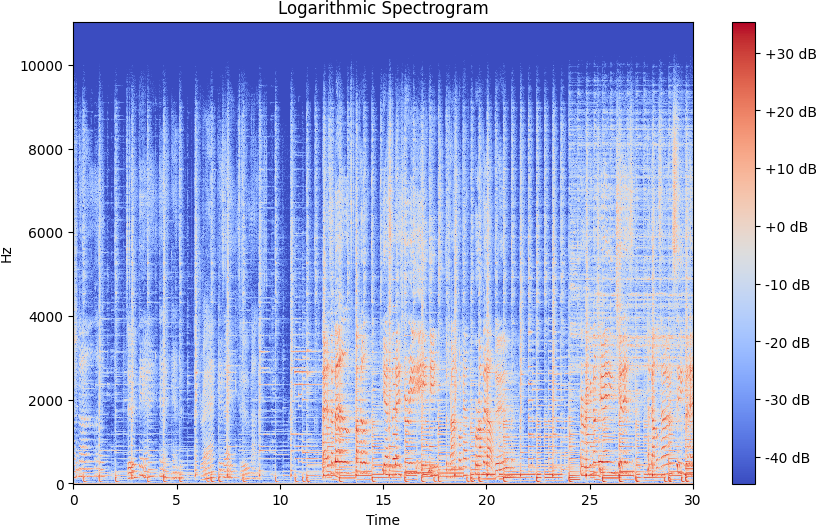 Logarithmic Spectrogram
10000
8000
6000
4000
2000
0
Hz
0 5 10 15 20 25 30
Time
+30 dB
+20 dB
+10 dB
+0 dB
-10 dB
-20 dB
-30 dB
-40 dB